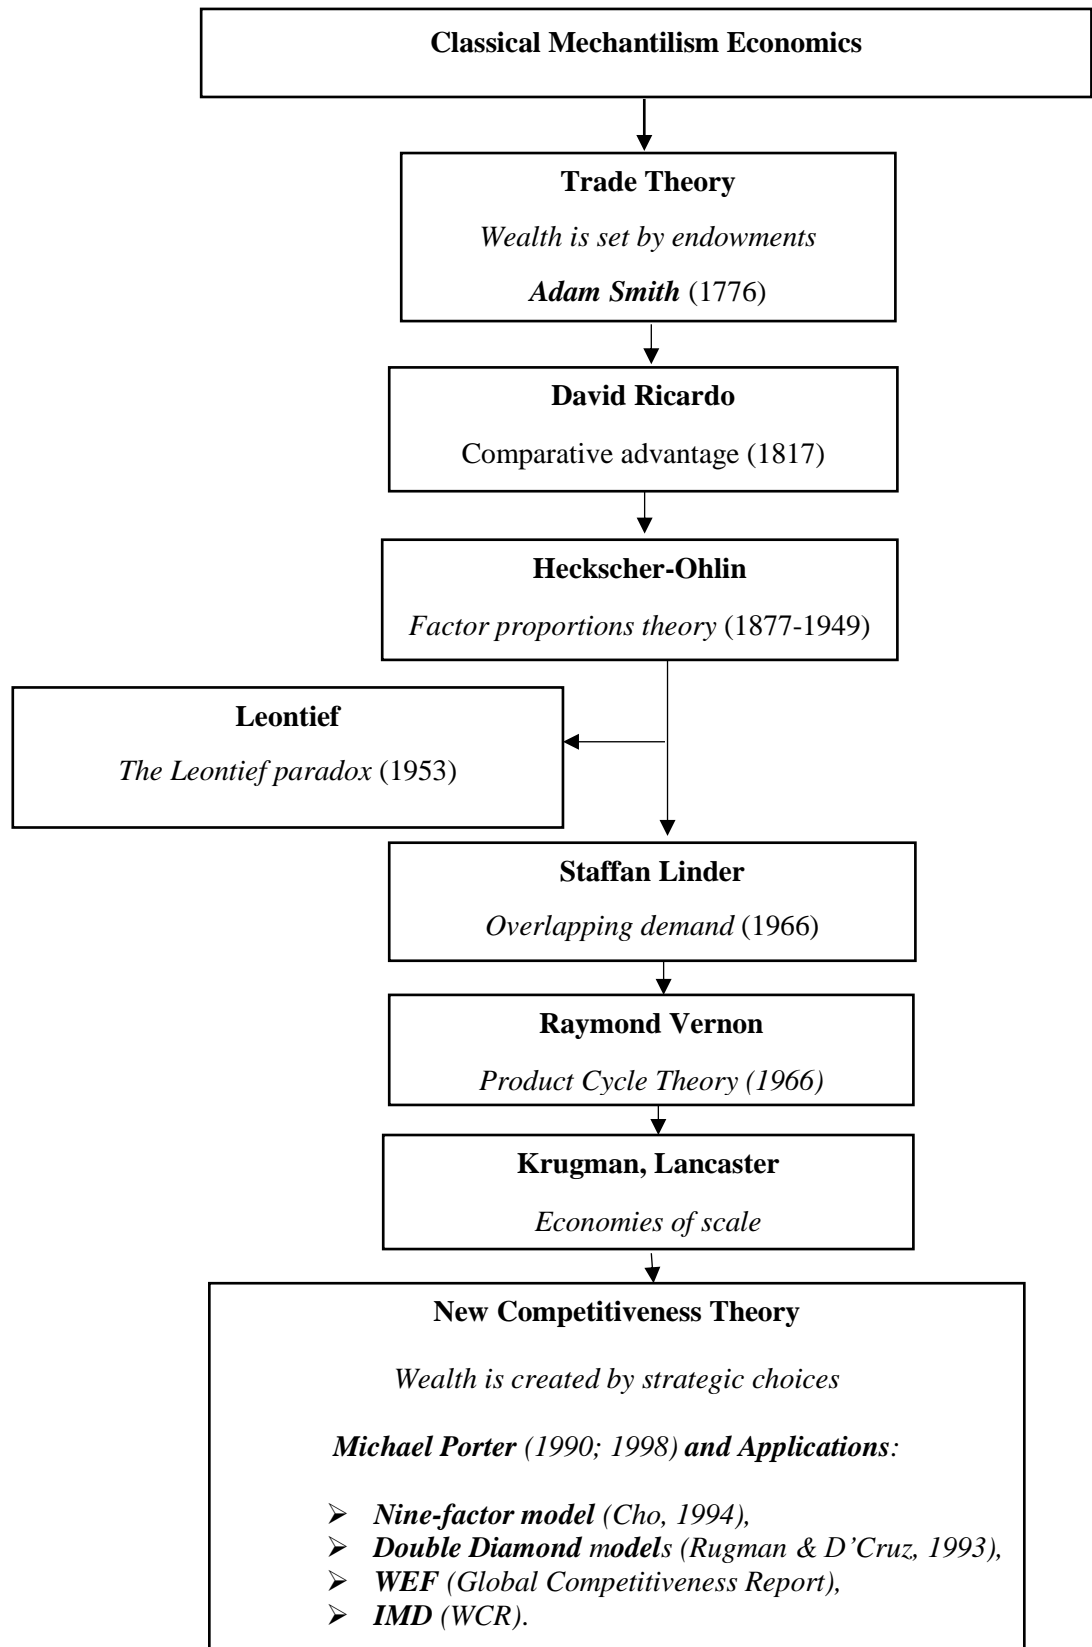 Classical Mechantilism Economics
Trade Theory
Wealth is set by endowments
Adam Smith (1776)
David Ricardo
Comparative advantage (1817)
Heckscher-Ohlin
Factor proportions theory (1877-1949)
Leontief
The Leontief paradox (1953)
Staffan Linder
Overlapping demand (1966)
Raymond Vernon
Product Cycle Theory (1966)
Krugman, Lancaster
Economies of scale
New Competitiveness Theory
Wealth is created by strategic choices
Michael Porter (1990; 1998) and Applications:
➢ Nine-factor model (Cho, 1994),
➢ Double Diamond models (Rugman & D’Cruz, 1993),
➢ WEF (Global Competitiveness Report),
➢ IMD (WCR).